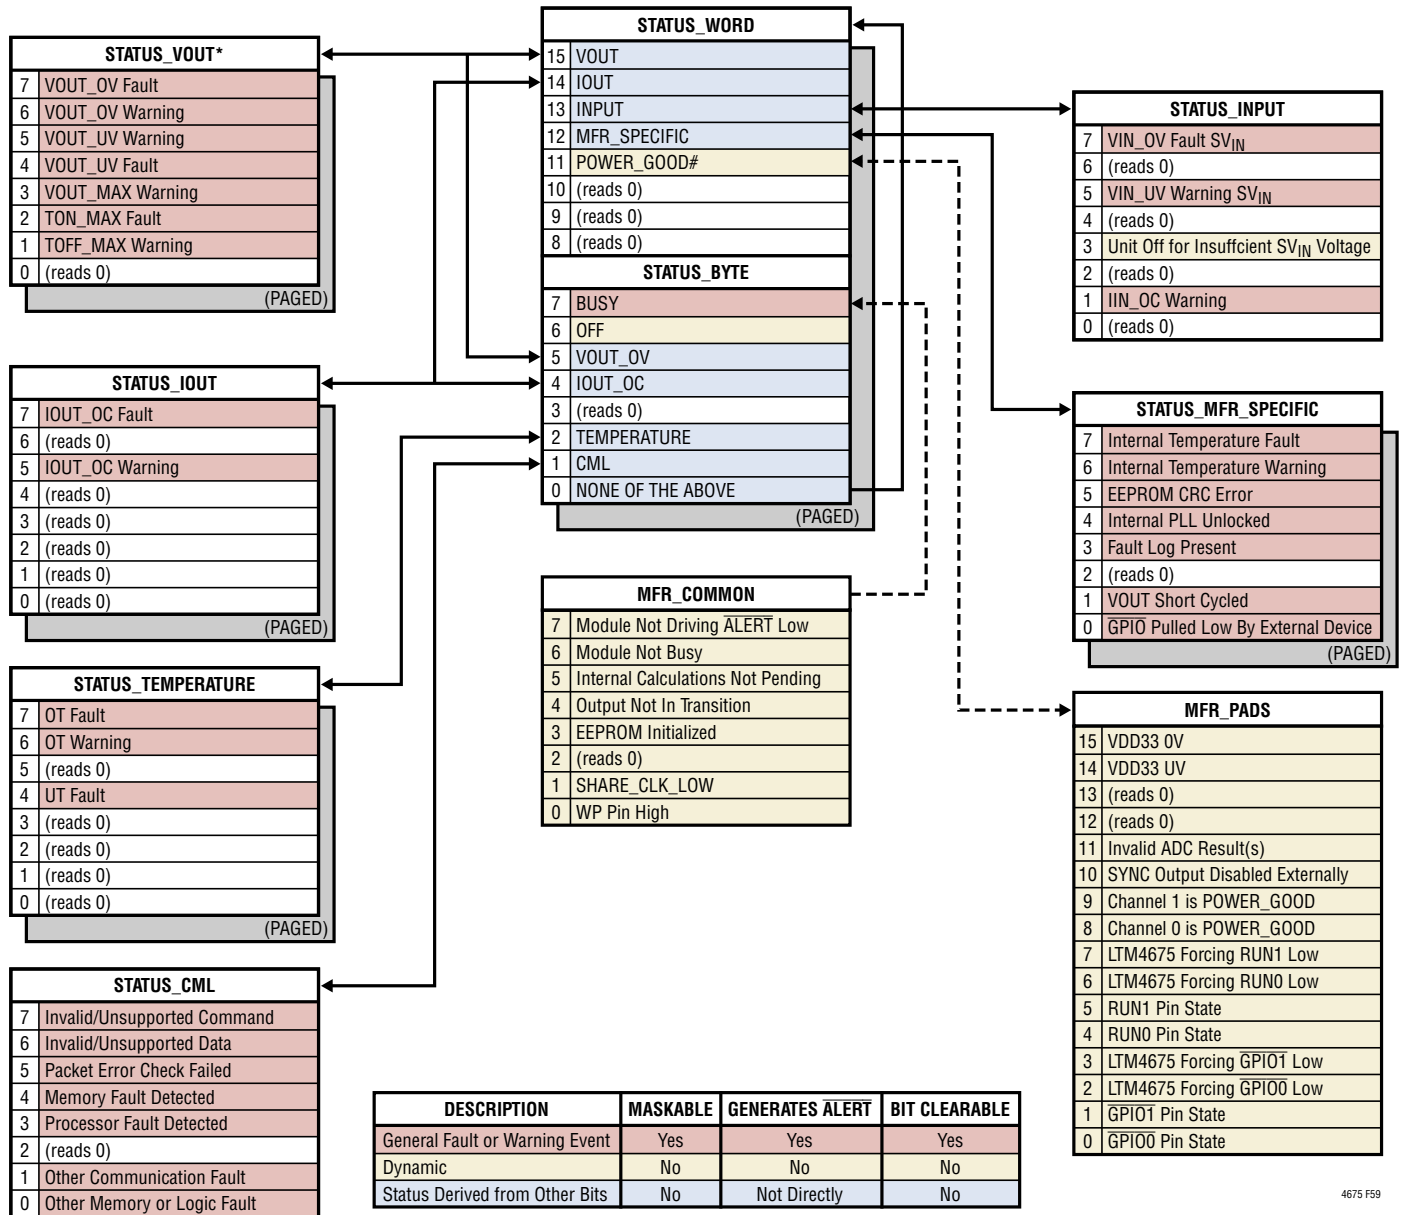 STATUS_VOUT*
7 VOUT_OV Fault
6 VOUT_OV Warning
5 VOUT_UV Warning
4 VOUT_UV Fault
3 VOUT_MAX Warning
2 TON_MAX Fault
1 TOFF_MAX Warning
0 (reads 0)
(PAGED)
STATUS_IOUT
7 IOUT_OC Fault
6 (reads 0)
5 IOUT_OC Warning
4 (reads 0)
3 (reads 0)
2 (reads 0)
1 (reads 0)
0 (reads 0)
(PAGED)
STATUS_TEMPERATURE
7 OT Fault
6 OT Warning
5 (reads 0)
4 UT Fault
3 (reads 0)
2 (reads 0)
1 (reads 0)
0 (reads 0)
(PAGED)
STATUS_CML
7 Invalid/Unsupported Command
6 Invalid/Unsupported Data
5 Packet Error Check Failed
4 Memory Fault Detected
3 Processor Fault Detected
2 (reads 0)
1 Other Communication Fault
0 Other Memory or Logic Fault
STATUS_WORD
15 VOUT
14 IOUT
13 INPUT
12 MFR_SPECIFIC
11 POWER_GOOD#
10 (reads 0)
9 (reads 0)
8 (reads 0)
STATUS_BYTE
7 BUSY
6 OFF
5 VOUT_OV
4 IOUT_OC
3 (reads 0)
2 TEMPERATURE
1 CML
0 NONE OF THE ABOVE
(PAGED)
MFR_COMMON
7 Module Not Driving ALERT Low
6 Module Not Busy
5 Internal Calculations Not Pending
4 Output Not In Transition
3 EEPROM Initialized
2 (reads 0)
1 SHARE_CLK_LOW
0 WP Pin High
STATUS_INPUT
7 VIN_OV Fault SVIN
6 (reads 0)
5 VIN_UV Warning SVIN
4 (reads 0)
3 Unit Off for Insuffcient SVIN Voltage
2 (reads 0)
1 IIN_OC Warning
0 (reads 0)
STATUS_MFR_SPECIFIC
7 Internal Temperature Fault
6 Internal Temperature Warning
5 EEPROM CRC Error
4 Internal PLL Unlocked
3 Fault Log Present
2 (reads 0)
1 VOUT Short Cycled
0 GPIO Pulled Low By External Device
(PAGED)
MFR_PADS
15 VDD33 OV
14 VDD33 UV
13 (reads 0)
12 (reads 0)
11 Invalid ADC Result(s)
10 SYNC Output Disabled Externally
9 Channel 1 is POWER_GOOD
8 Channel 0 is POWER_GOOD
7 LTM4675 Forcing RUN1 Low
6 LTM4675 Forcing RUN0 Low
5 RUN1 Pin State
4 RUN0 Pin State
3 LTM4675 Forcing GPIO1 Low
2 LTM4675 Forcing GPIO0 Low
1 GPIO1 Pin State
0 GPIO0 Pin State
DESCRIPTION MASKABLE GENERATES ALERT BIT CLEARABLE
General Fault or Warning Event Yes Yes Yes
Dynamic No No No
Status Derived from Other Bits No Not Directly No
4675 F59